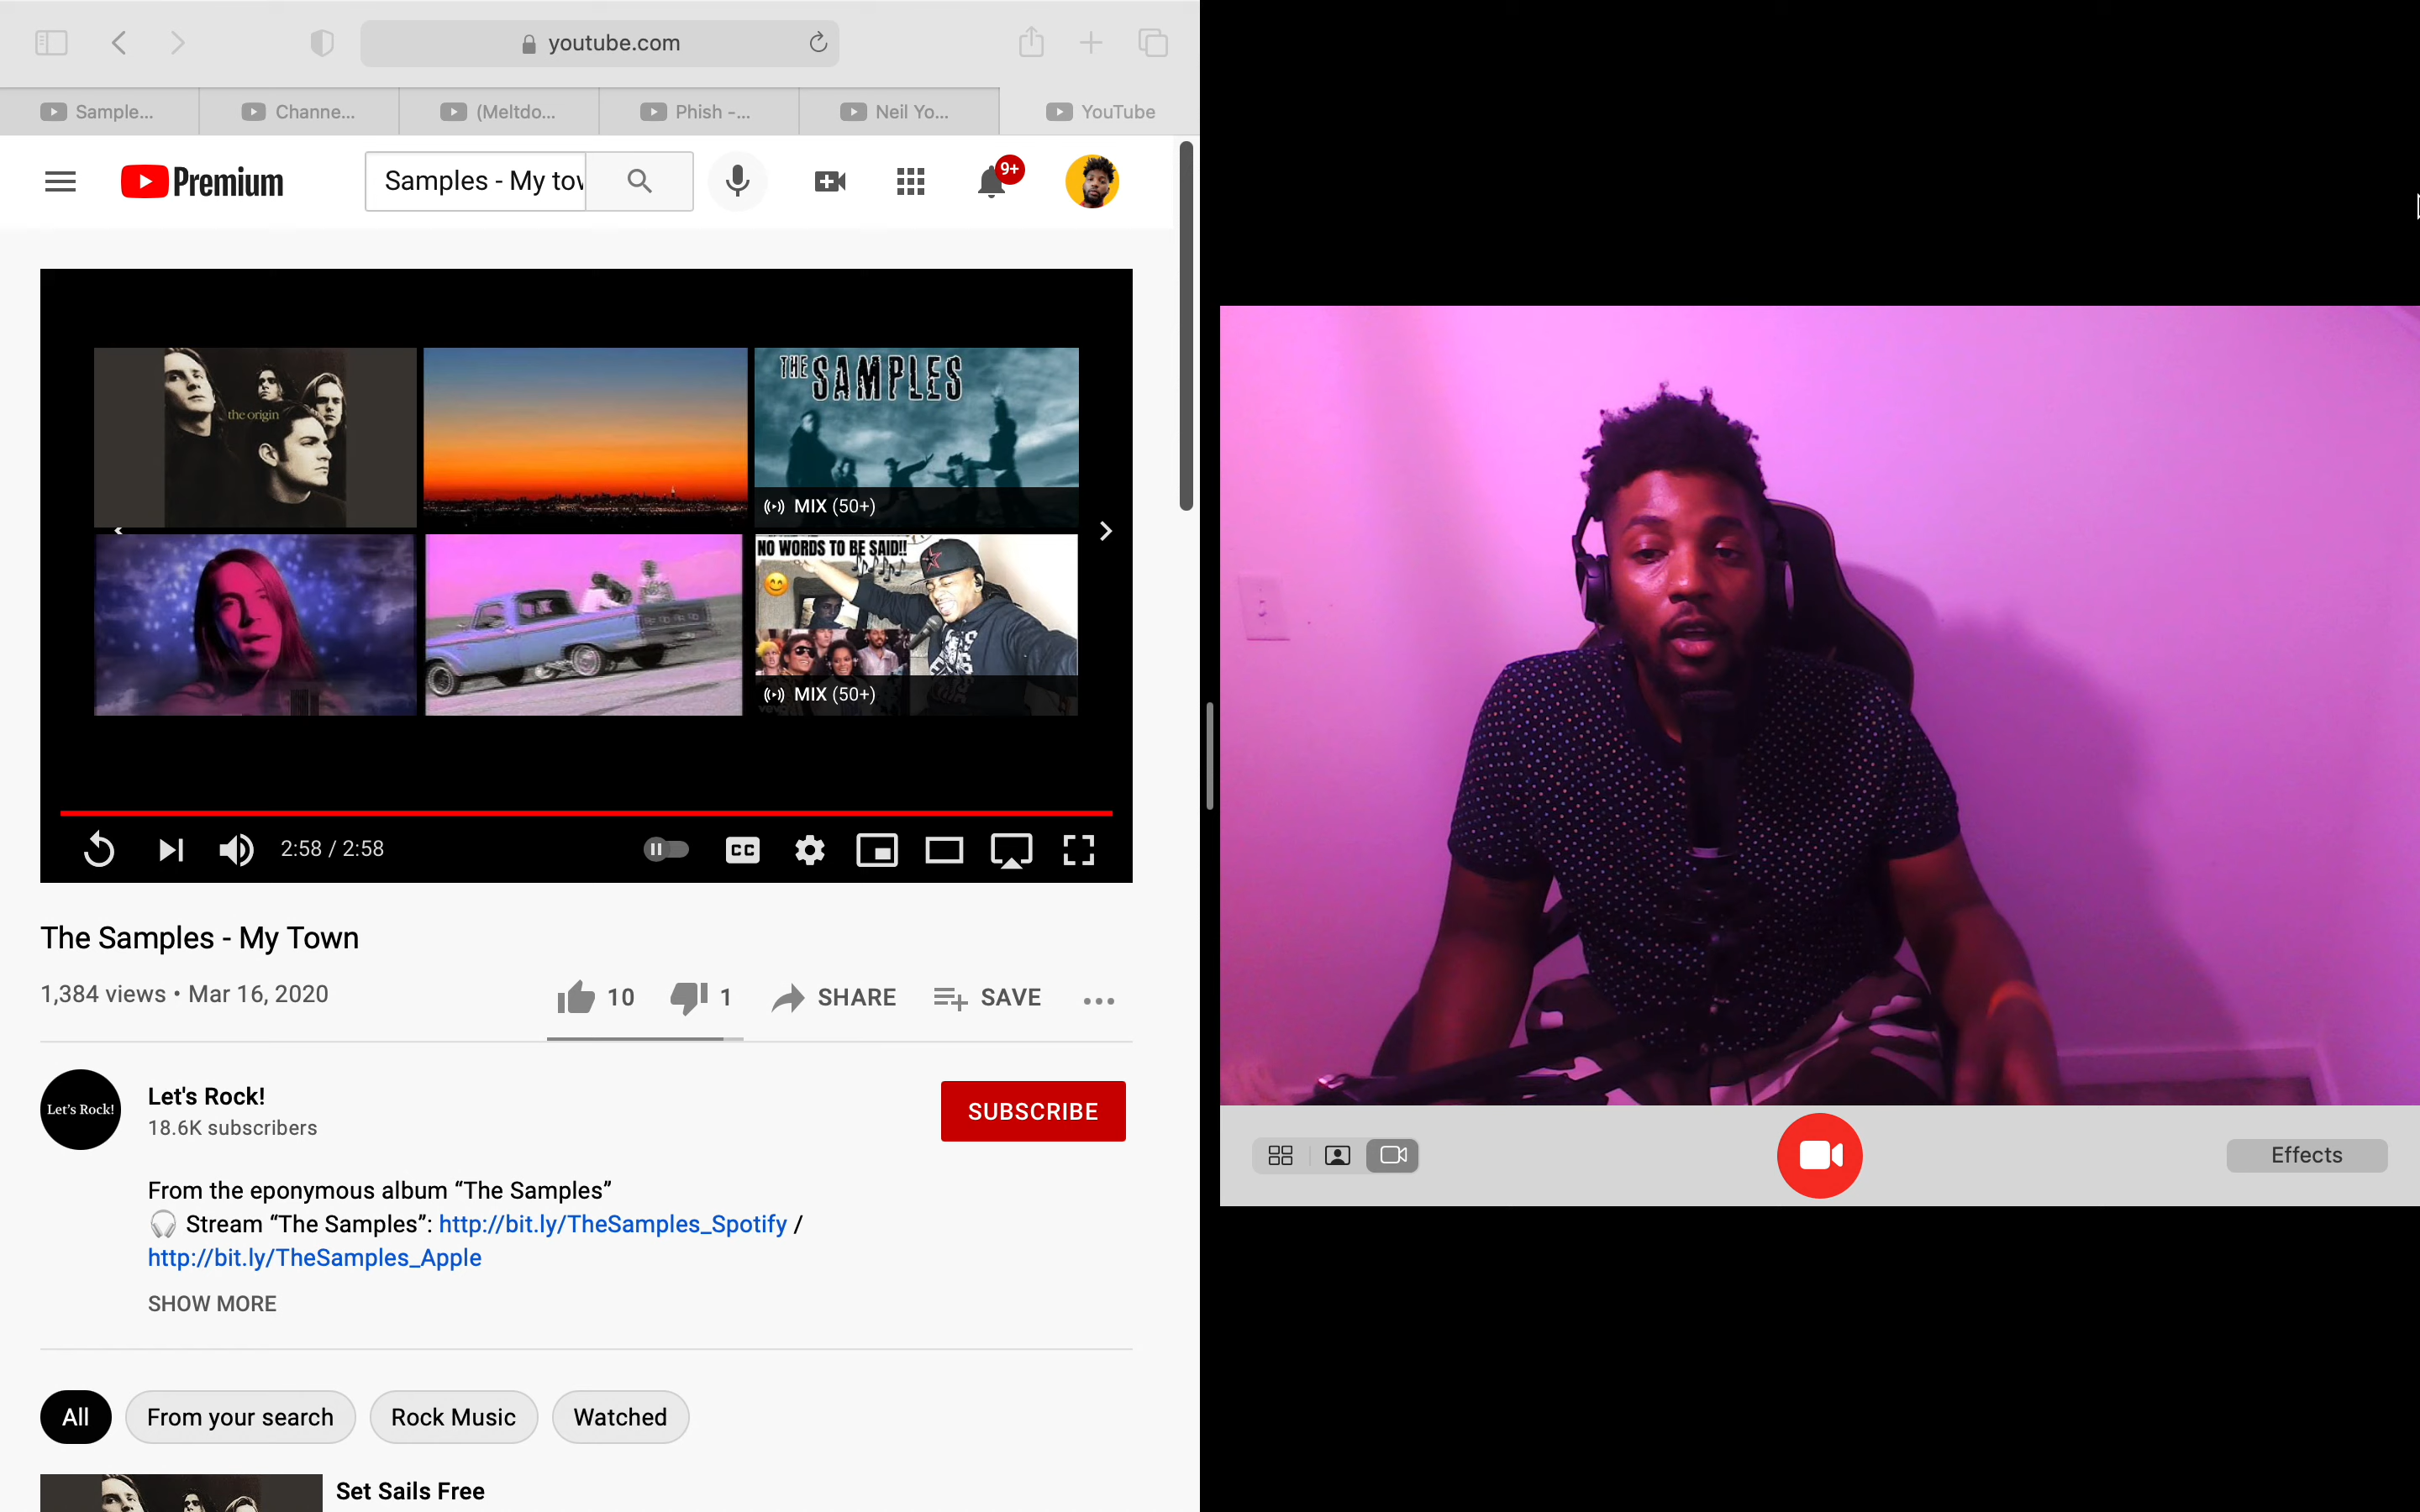 youtube.com
Sample...
Channe...
(Meltdo...
Phish -...
Neil Yo...
YouTube
Premium
Samples - My tov
9+
the origin
THE SAMPLES
MIX (50+)
NO WORDS TO BE SAID!!
MIX (50+)
2:58 / 2:58
CC
The Samples - My Town
1,384 views • Mar 16, 2020
10
1
SHARE
SAVE
Let's Rock!
Let's Rock!
18.6K subscribers
SUBSCRIBE
From the eponymous album “The Samples”
🎧 Stream “The Samples”: http://bit.ly/TheSamples_Spotify /
http://bit.ly/TheSamples_Apple
SHOW MORE
All
From your search
Rock Music
Watched
Set Sails Free
Effects